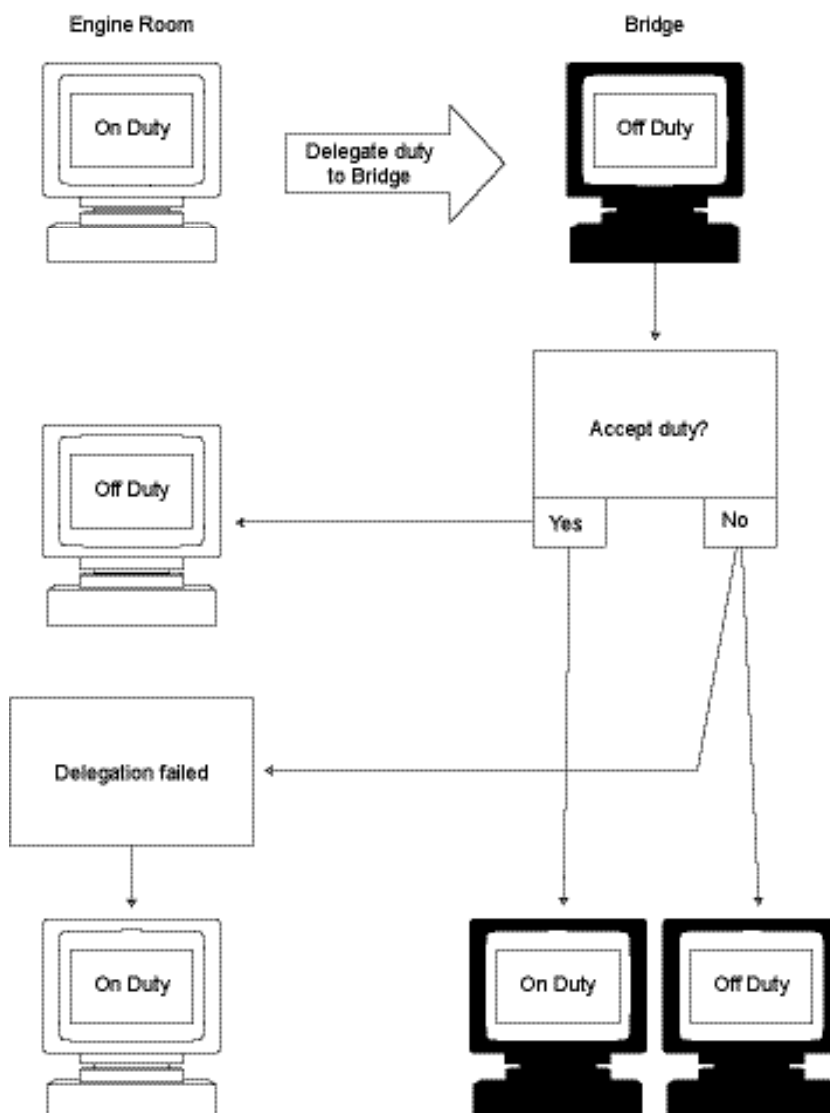 Engine Room
Bridge
On Duty
Delegate duty
to Bridge
Off Duty
Accept duty?
Off Duty
Yes
No
Delegation failed
On Duty
On Duty
Off Duty